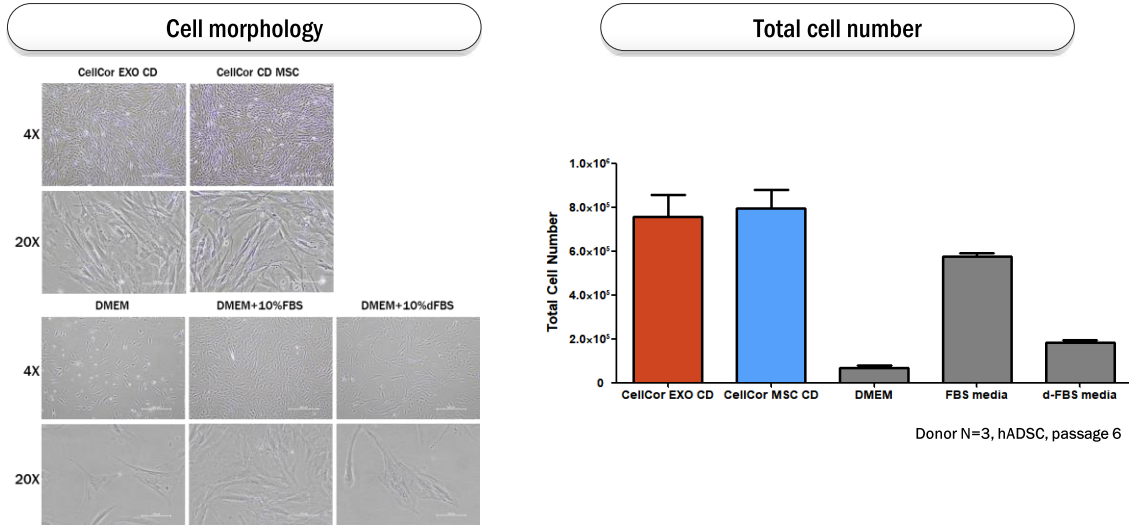 Cell morphology
CellCor EXO CD
CellCor CD MSC
4X
20X
DMEM
DMEM+10%FBS
DMEM+10%dFBS
4X
20X
Total cell number
Total Cell Number
1.0×10⁶
8.0×10⁵
6.0×10⁵
4.0×10⁵
2.0×10⁵
0
CellCor EXO CD
CellCor MSC CD
DMEM
FBS media
d-FBS media
Donor N=3, hADSC, passage 6